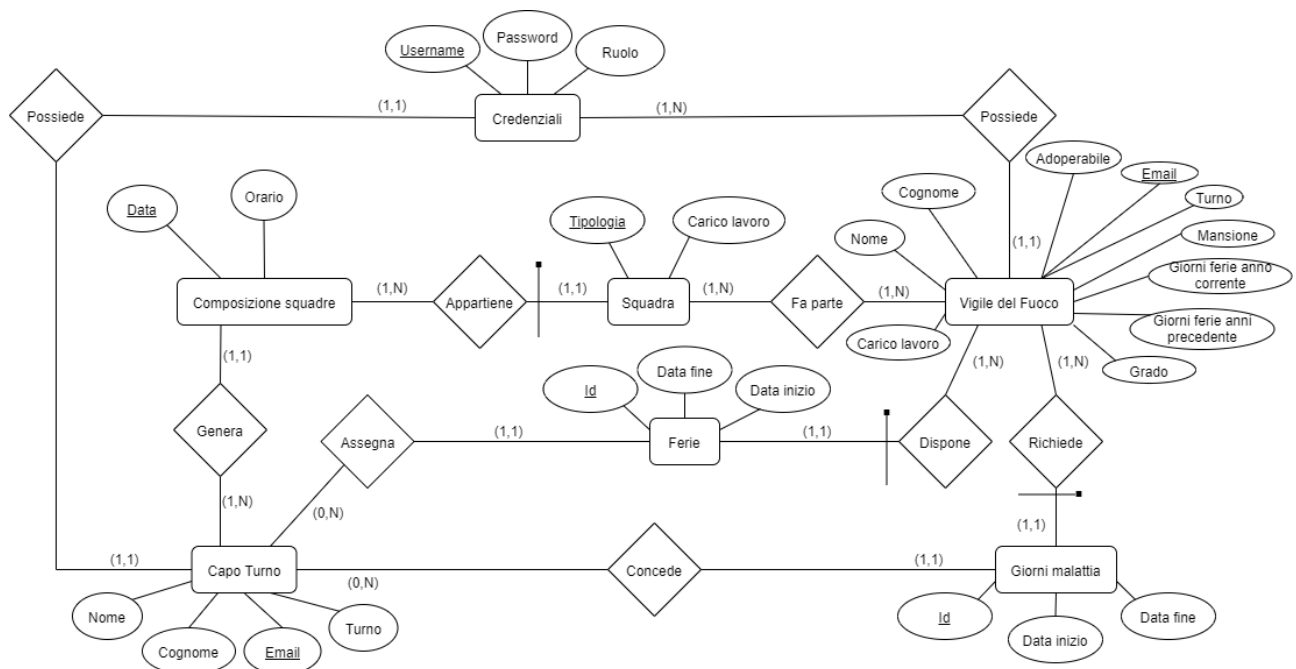 Username
Password
Ruolo
Possiede
(1,1)
Credenziali
(1,N)
Possiede
Data
Orario
Tipologia
Carico lavoro
Cognome
Adoperabile
Email
Turno
Nome
Mansione
(1,1)
Giorni ferie anno
corrente
Composizione squadre
(1,N)
Appartiene
(1,1)
Squadra
(1,N)
Fa parte
(1,N)
Vigile del Fuoco
Giorni ferie anni
precedente
Carico lavoro
Grado
(1,1)
(1,N)
(1,N)
Id
Data fine
Data inizio
Genera
Assegna
(1,1)
Ferie
(1,1)
Dispone
Richiede
(1,N)
(0,N)
(1,1)
(1,1)
Capo Turno
(0,N)
Concede
(1,1)
Giorni malattia
Nome
Cognome
Email
Turno
Id
Data inizio
Data fine